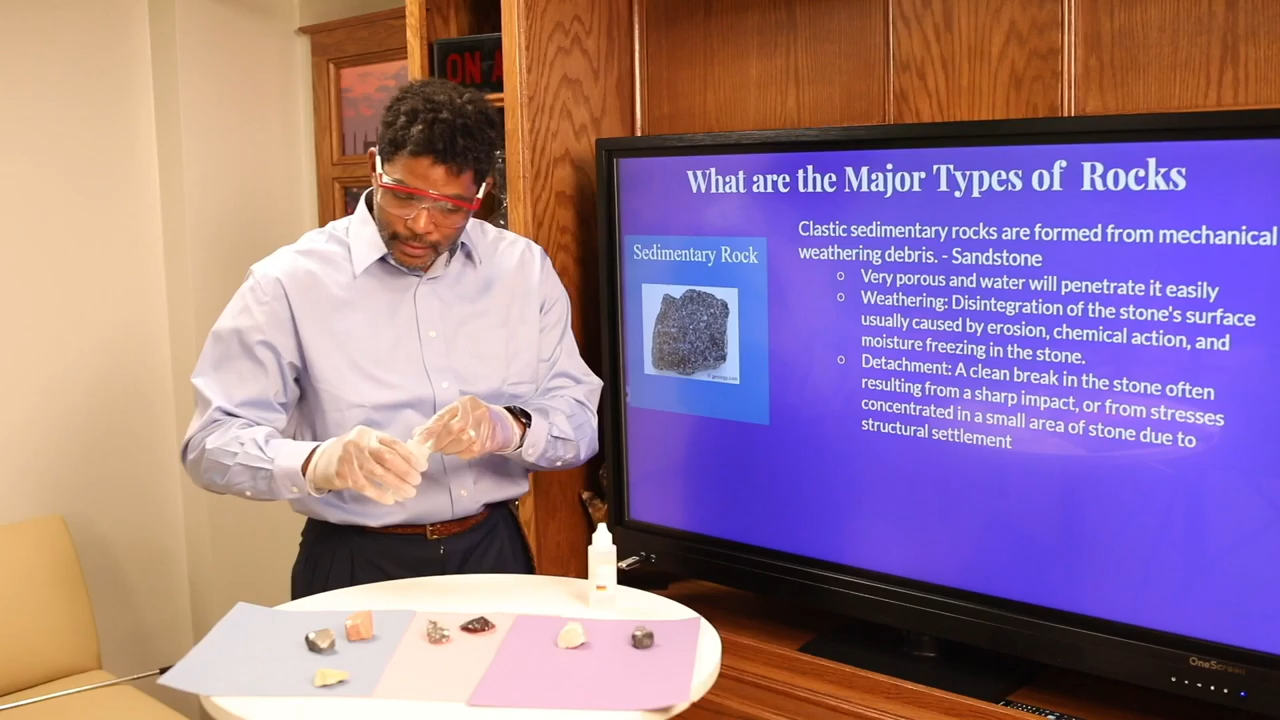 ON A
What are the Major Types of Rocks
Sedimentary Rock
Clastic sedimentary rocks are formed from mechanical
weathering debris. - Sandstone
o Very porous and water will penetrate it easily
o Weathering: Disintegration of the stone's surface
usually caused by erosion, chemical action, and
moisture freezing in the stone.
o Detachment: A clean break in the stone often
resulting from a sharp impact, or from stresses
concentrated in a small area of stone due to
structural settlement
© geology.com
OneScreen